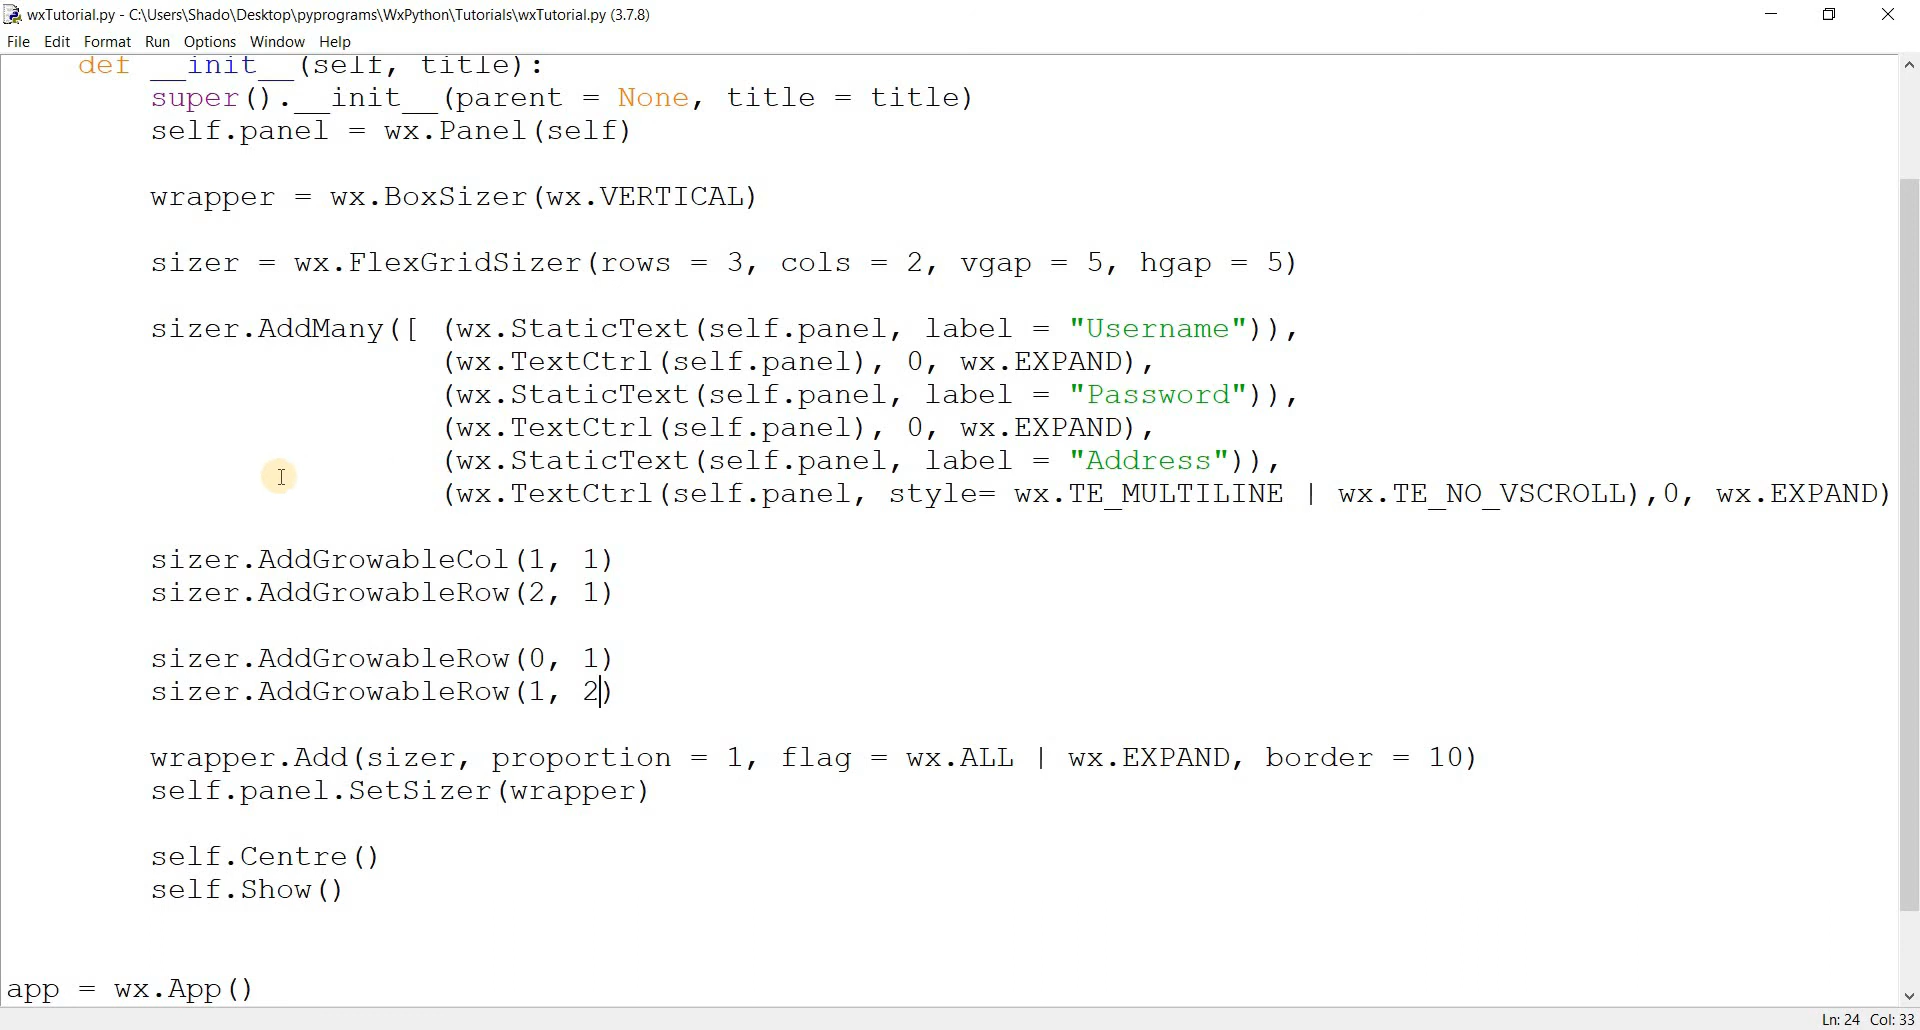 wxTutorial.py - C:\Users\Shado\Desktop\pyprograms\WxPython\Tutorials\wxTutorial.py (3.7.8)
File Edit Format Run Options Window Help
def __init__(self, title):
super().__init__(parent = None, title = title)
self.panel = wx.Panel(self)
wrapper = wx.BoxSizer(wx.VERTICAL)
sizer = wx.FlexGridSizer(rows = 3, cols = 2, vgap = 5, hgap = 5)
sizer.AddMany([ (wx.StaticText(self.panel, label = "Username")),
(wx.TextCtrl(self.panel), 0, wx.EXPAND),
(wx.StaticText(self.panel, label = "Password")),
(wx.TextCtrl(self.panel), 0, wx.EXPAND),
(wx.StaticText(self.panel, label = "Address")),
(wx.TextCtrl(self.panel, style= wx.TE_MULTILINE | wx.TE_NO_VSCROLL),0, wx.EXPAND)
sizer.AddGrowableCol(1, 1)
sizer.AddGrowableRow(2, 1)
sizer.AddGrowableRow(0, 1)
sizer.AddGrowableRow(1, 2)
wrapper.Add(sizer, proportion = 1, flag = wx.ALL | wx.EXPAND, border = 10)
self.panel.SetSizer(wrapper)
self.Centre()
self.Show()
app = wx.App()
Ln: 24 Col: 33